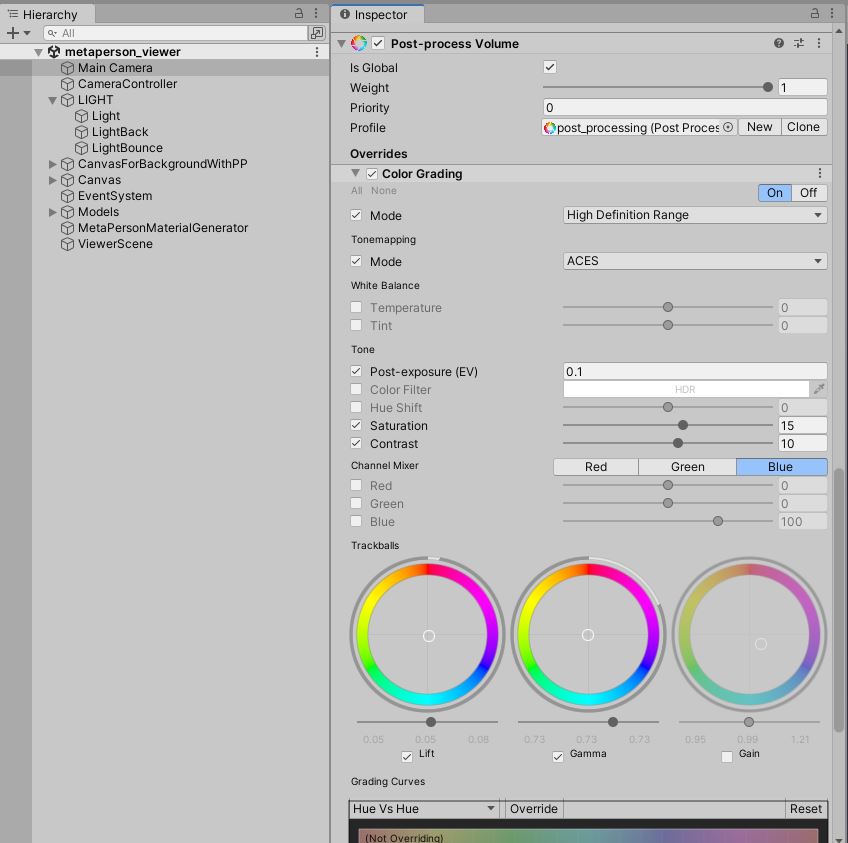 Hierarchy
All
metaperson_viewer
Main Camera
CameraController
LIGHT
Light
LightBack
LightBounce
CanvasForBackgroundWithPP
Canvas
EventSystem
Models
MetaPersonMaterialGenerator
ViewerScene
Inspector
Post-process Volume
Is Global
Weight 1
Priority 0
Profile post_processing (Post Proces New Clone
Overrides
Color Grading
All None On Off
Mode High Definition Range
Tonemapping
Mode ACES
White Balance
Temperature 0
Tint 0
Tone
Post-exposure (EV) 0.1
Color Filter HDR
Hue Shift 0
Saturation 15
Contrast 10
Channel Mixer Red Green Blue
Red 0
Green 0
Blue 100
Trackballs
0.05 0.05 0.08 0.73 0.73 0.73 0.95 0.99 1.21
Lift Gamma Gain
Grading Curves
Hue Vs Hue Override Reset
(Not Overriding)